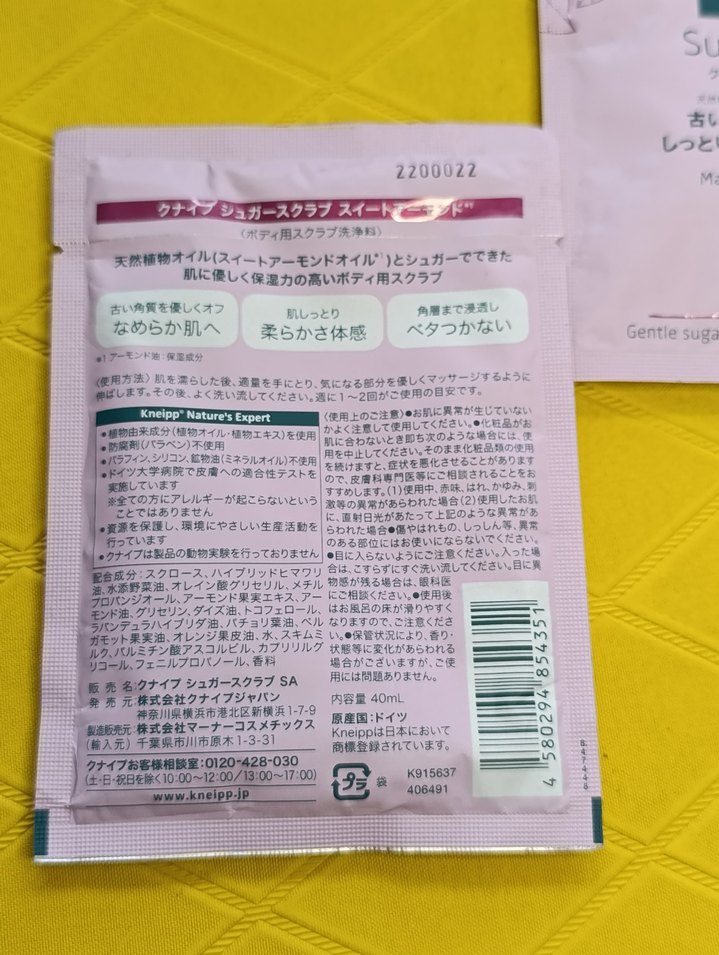 2200022
クナイプ シュガースクラブ スイートアーモンド*¹
〈ボディ用スクラブ洗浄料〉
天然植物オイル(スイートアーモンドオイル*¹)とシュガーでできた
肌に優しく保湿力の高いボディ用スクラブ
古い角質を優しくオフ
なめらか肌へ
肌しっとり
柔らかさ体感
角層まで浸透し
ベタつかない
*1 アーモンド油:保湿成分
〈使用方法〉肌を濡らした後、適量を手にとり、気になる部分を優しくマッサージするように
伸ばします。その後、よく洗い流してください。週に1〜2回がご使用の目安です。
Kneipp® Nature's Expert
●植物由来成分(植物オイル・植物エキス)を使用
●防腐剤(パラベン)不使用
●パラフィン、シリコン、鉱物油(ミネラルオイル)不使用
●ドイツ大学病院で皮膚への適合性テストを
実施しています
※全ての方にアレルギーが起こらないという
ことではありません
●資源を保護し、環境にやさしい生産活動を
行っています
●クナイプは製品の動物実験を行っておりません
配合成分:スクロース、ハイブリッドヒマワリ
油、水添野菜油、オレイン酸グリセリル、メチル
プロパンジオール、アーモンド果実エキス、アー
モンド油、グリセリン、ダイズ油、トコフェロール、
ラバンデュラハイブリダ油、パチョリ葉油、ベル
ガモット果実油、オレンジ果皮油、水、スキムミ
ルク、パルミチン酸アスコルビル、カプリリルグ
リコール、フェニルプロパノール、香料
販売名:クナイプ シュガースクラブ SA
発売元:株式会社クナイプジャパン
神奈川県横浜市港北区新横浜1-7-9
製造販売元:株式会社マーナーコスメチックス
(輸入元) 千葉県市川市原木1-3-31
クナイプお客様相談室:0120-428-030
(土・日・祝日を除く10:00〜12:00/13:00〜17:00)
www.kneipp.jp
〈使用上のご注意〉●お肌に異常が生じていない
かよく注意して使用してください。●化粧品がお
肌に合わないとき即ち次のような場合には、使
用を中止してください。そのまま化粧品類の使用
を続けますと、症状を悪化させることがあります
ので、皮膚科専門医等にご相談されることをお
すすめします。(1)使用中、赤味、はれ、かゆみ、刺
激等の異常があらわれた場合(2)使用したお肌
に、直射日光があたって上記のような異常があ
らわれた場合●傷やはれもの、しっしん等、異常
のある部位にはお使いにならないでください。
●目に入らないようにご注意ください。入った場
合は、こすらずにすぐ洗い流してください。目に異
物感が残る場合は、眼科医
にご相談ください。●使用後
はお風呂の床が滑りやすく
なりますので、ご注意くださ
い。●保管状況により、香り・
状態等に変化があらわれる
場合がございますが、ご使
用には問題ありません。
内容量 40mL
原産国:ドイツ
Kneippは日本において
商標登録されています。
プラ 袋
K915637
406491
4 580294 854351
B47448
Su
古い
しっとい
Ma
Gentle suga